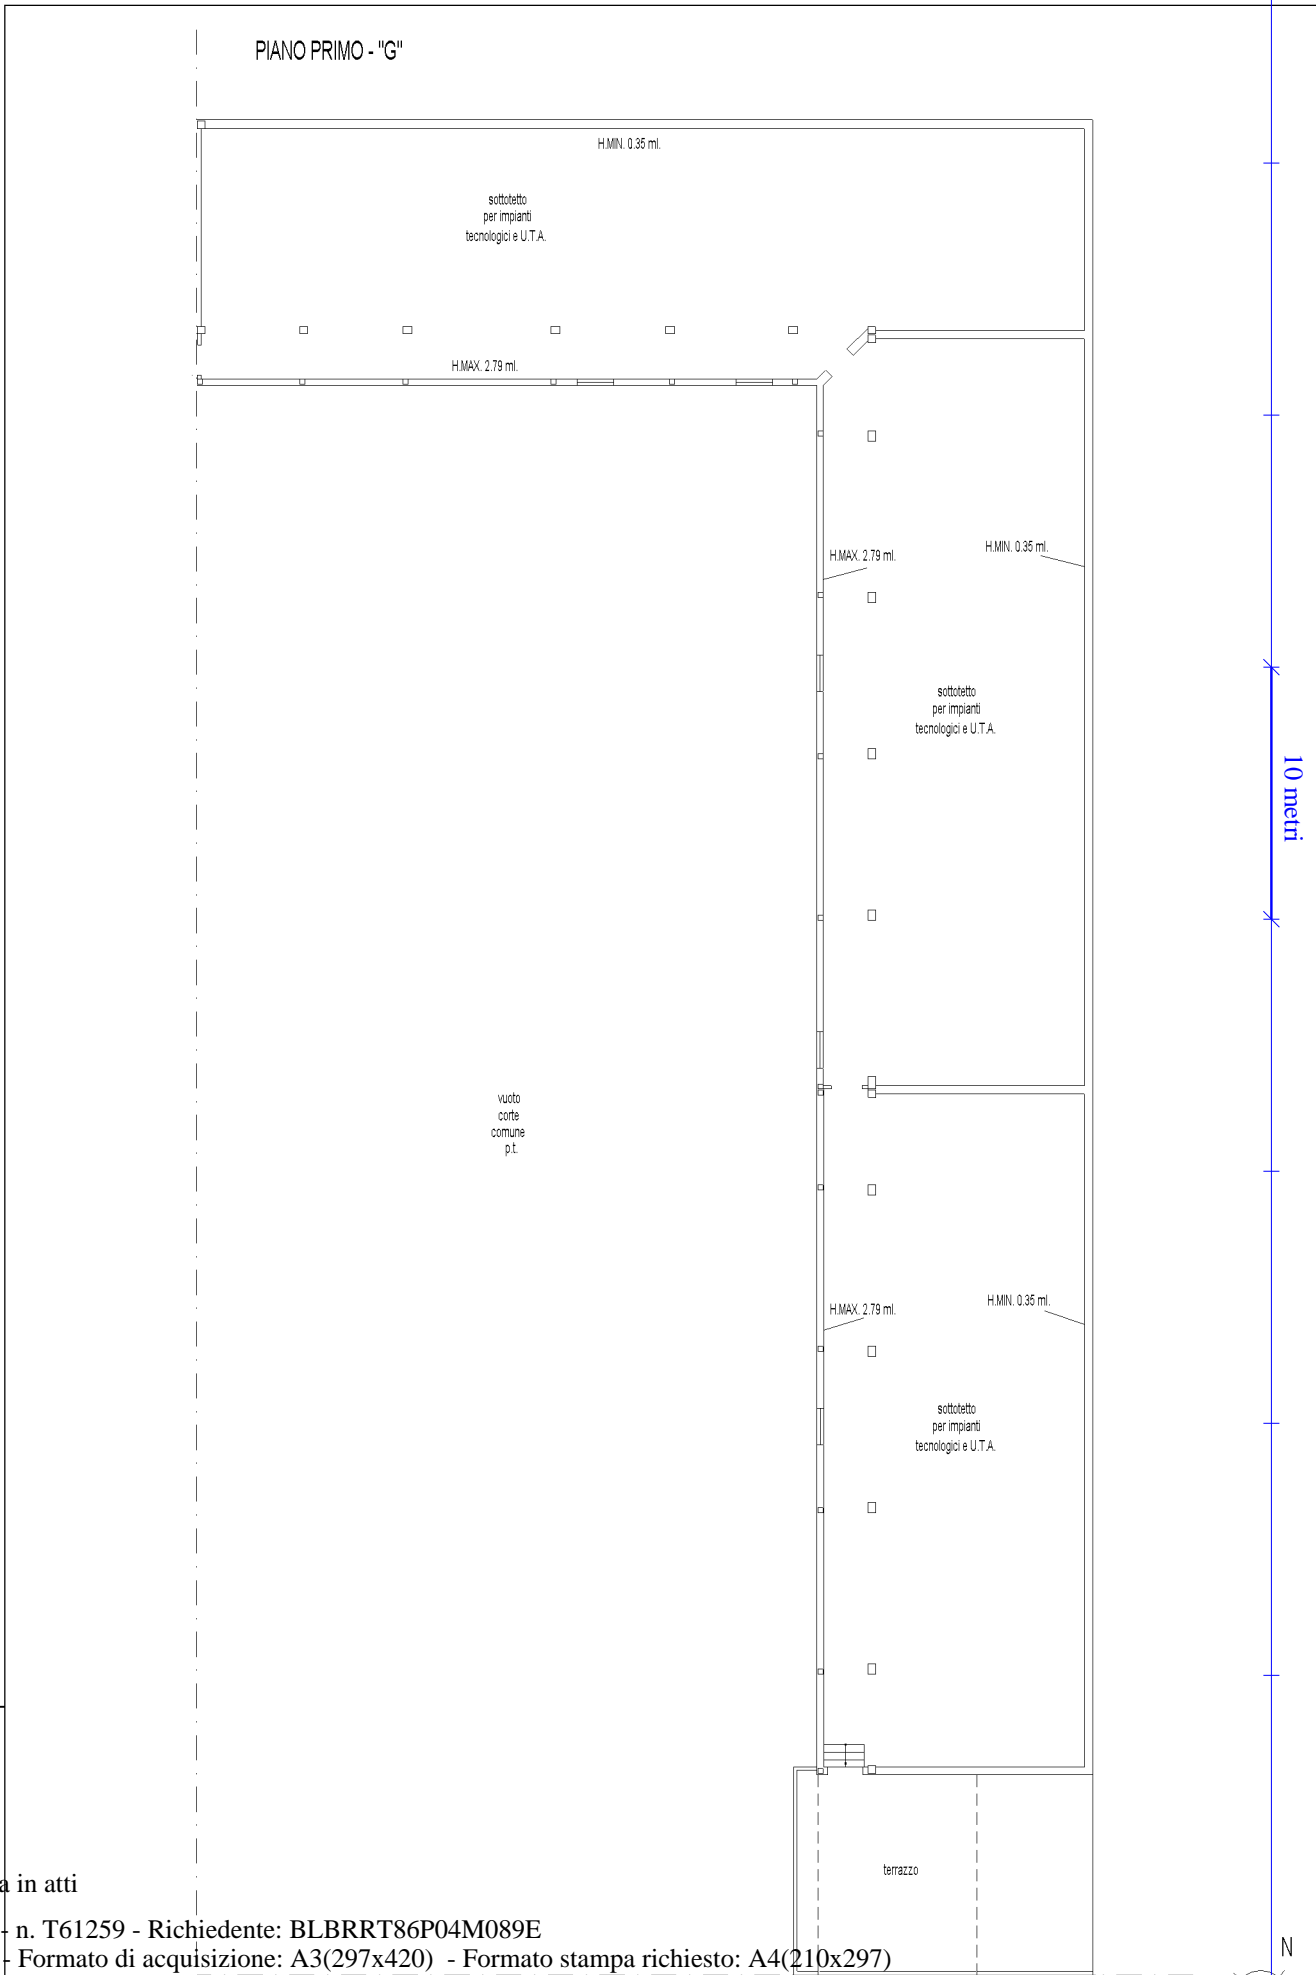 PIANO PRIMO - "G"
H.MIN. 0.35 ml.
sottotetto
per impianti
tecnologici e U.T.A.
H.MAX. 2.79 ml.
H.MAX. 2.79 ml.
H.MIN. 0.35 ml.
sottotetto
per impianti
tecnologici e U.T.A.
10 metri
vuoto
corte
comune
p.t.
H.MAX. 2.79 ml.
H.MIN. 0.35 ml.
sottotetto
per impianti
tecnologici e U.T.A.
terrazzo
a in atti
- n. T61259 - Richiedente: BLBRRT86P04M089E
- Formato di acquisizione: A3(297x420) - Formato stampa richiesto: A4(210x297)
N